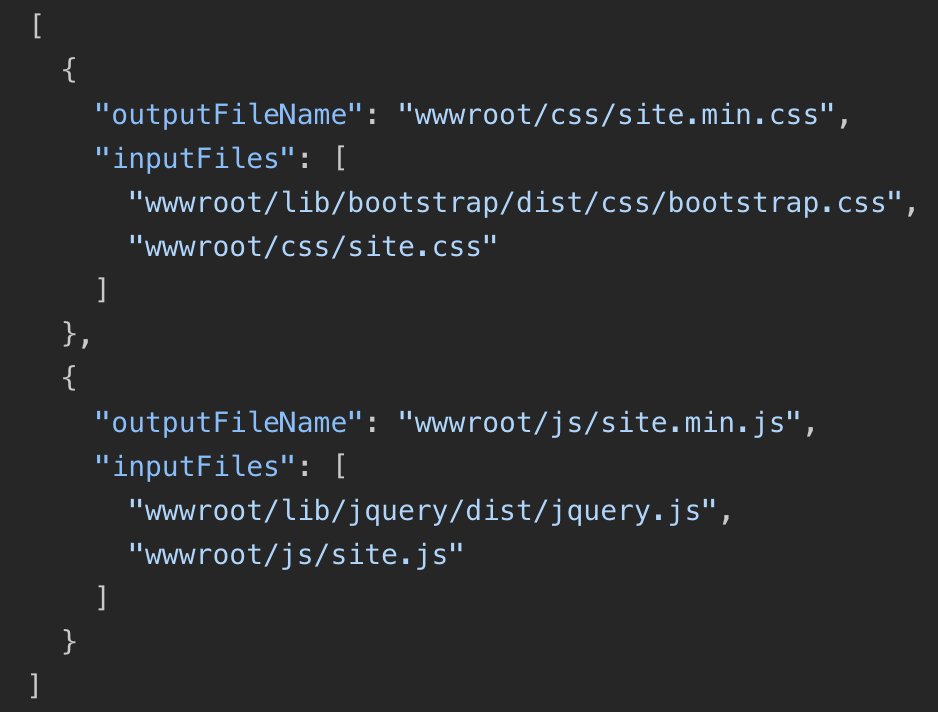 [
  {
    "outputFileName": "wwwroot/css/site.min.css",
    "inputFiles": [
      "wwwroot/lib/bootstrap/dist/css/bootstrap.css",
      "wwwroot/css/site.css"
    ]
  },
  {
    "outputFileName": "wwwroot/js/site.min.js",
    "inputFiles": [
      "wwwroot/lib/jquery/dist/jquery.js",
      "wwwroot/js/site.js"
    ]
  }
]